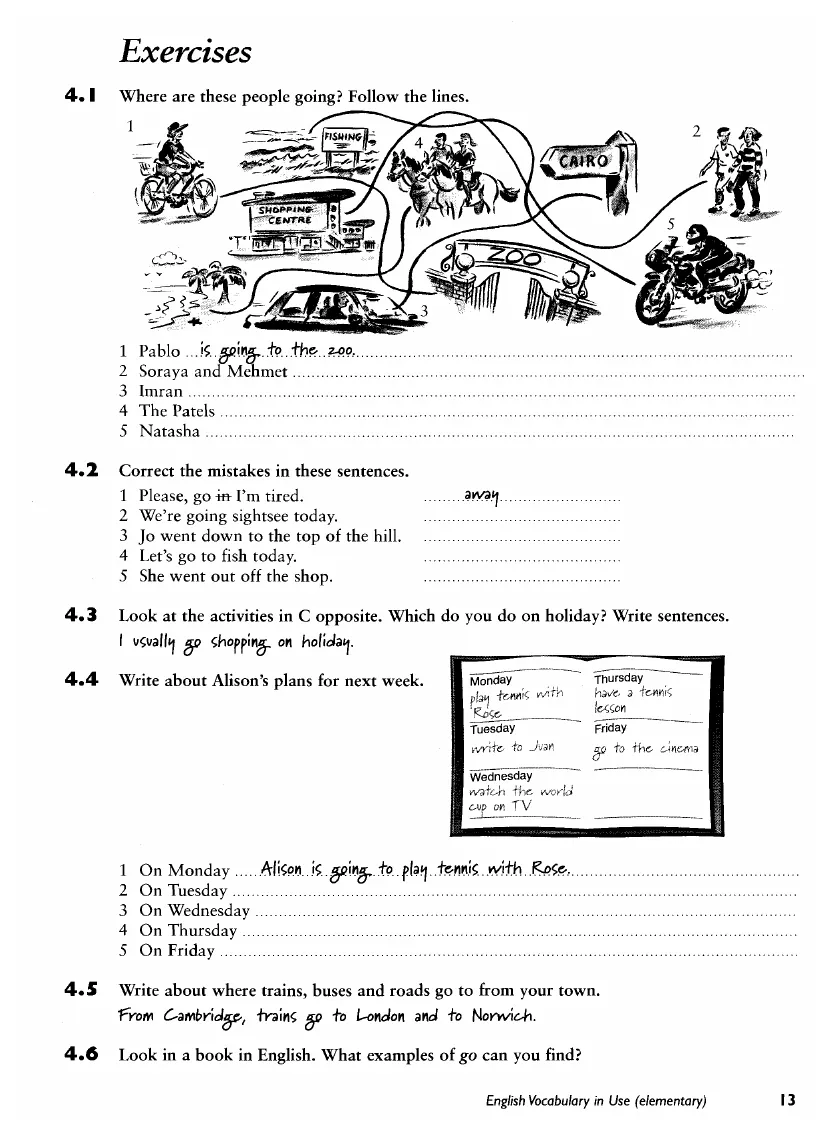 Exercises
4.1 Where are these people going? Follow the lines.
1
FISHING
4
CAIRO
2
SHOPPING
CENTRE
5
ZOO
3
1 Pablo ...is going to the zoo.
2 Soraya and Mehmet
3 Imran
4 The Patels
5 Natasha
4.2 Correct the mistakes in these sentences.
1 Please, go in I'm tired. away
2 We're going sightsee today.
3 Jo went down to the top of the hill.
4 Let's go to fish today.
5 She went out off the shop.
4.3 Look at the activities in C opposite. Which do you do on holiday? Write sentences.
I usually go shopping on holiday.
4.4 Write about Alison's plans for next week.
Monday
play tennis with
Rose
Tuesday
write to Juan
Wednesday
watch the world
cup on TV
Thursday
have a tennis
lesson
Friday
go to the cinema
1 On Monday ..... Alison is going to play tennis with Rose.
2 On Tuesday
3 On Wednesday
4 On Thursday
5 On Friday
4.5 Write about where trains, buses and roads go to from your town.
From Cambridge, trains go to London and to Norwich.
4.6 Look in a book in English. What examples of go can you find?
English Vocabulary in Use (elementary) 13